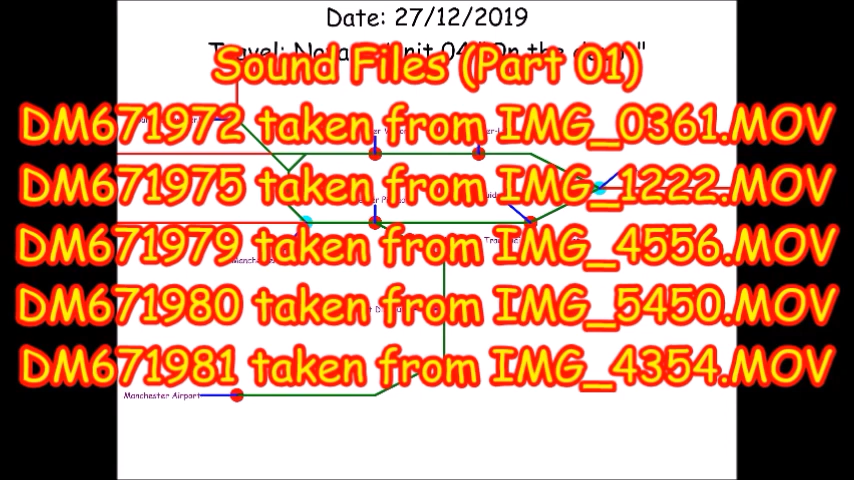 Date: 27/12/2019
Travel:
Sound Files (Part 01)
DM671972 taken from IMG_0361.MOV
DM671975 taken from IMG_1222.MOV
DM671979 taken from IMG_4556.MOV
DM671980 taken from IMG_5450.MOV
DM671981 taken from IMG_4354.MOV
Manchester Airport